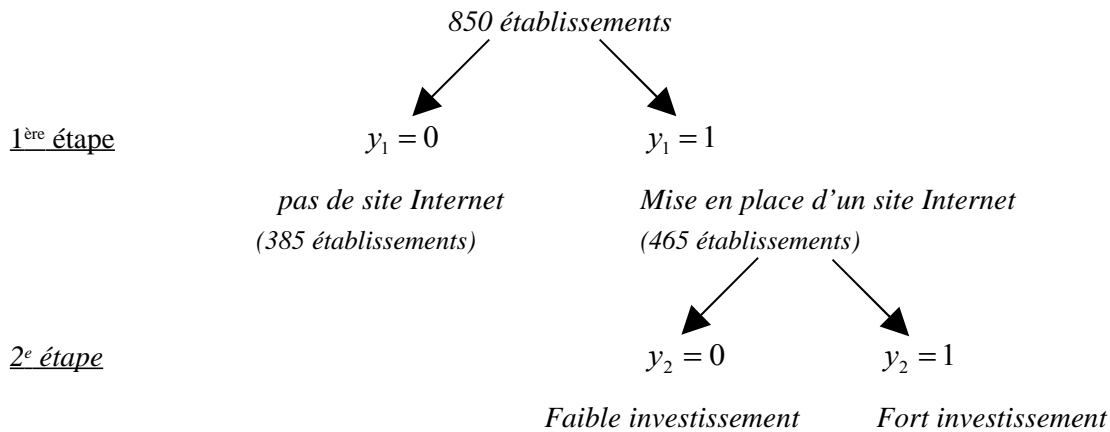 850 établissements
1ère étape
y₁ = 0
y₁ = 1
pas de site Internet
Mise en place d’un site Internet
(385 établissements)
(465 établissements)
2e étape
y₂ = 0
y₂ = 1
Faible investissement
Fort investissement